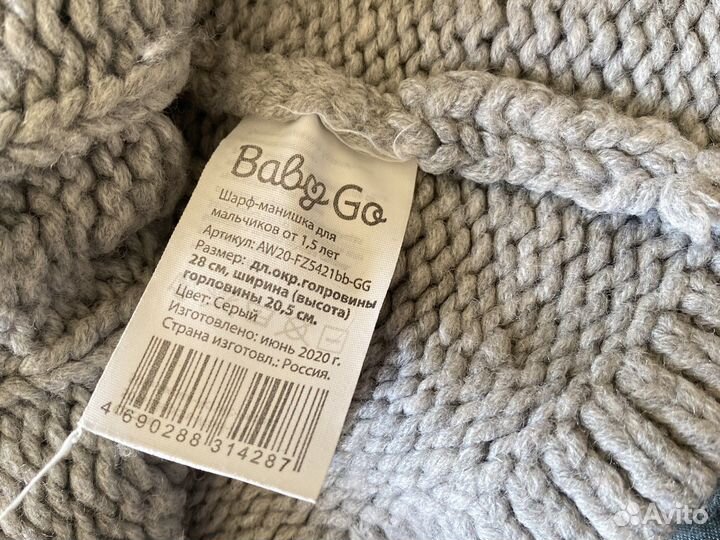 Baby Go
Шарф-манишка для
мальчиков от 1,5 лет
Артикул: AW20-FZ5421bb-GG
Размер: дл.окр.голровины
28 см, ширина (высота)
горловины 20,5 см.
Цвет: Серый
Изготовлено: июнь 2020 г.
Страна изготовл.: Россия.
4 690288 314287
Avito